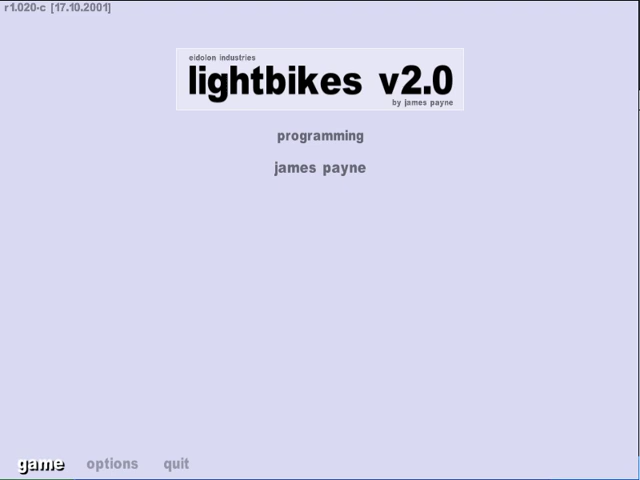 r1.020-c [17.10.2001]
eidolon industries
lightbikes v2.0
by james payne
programming
james payne
game options quit